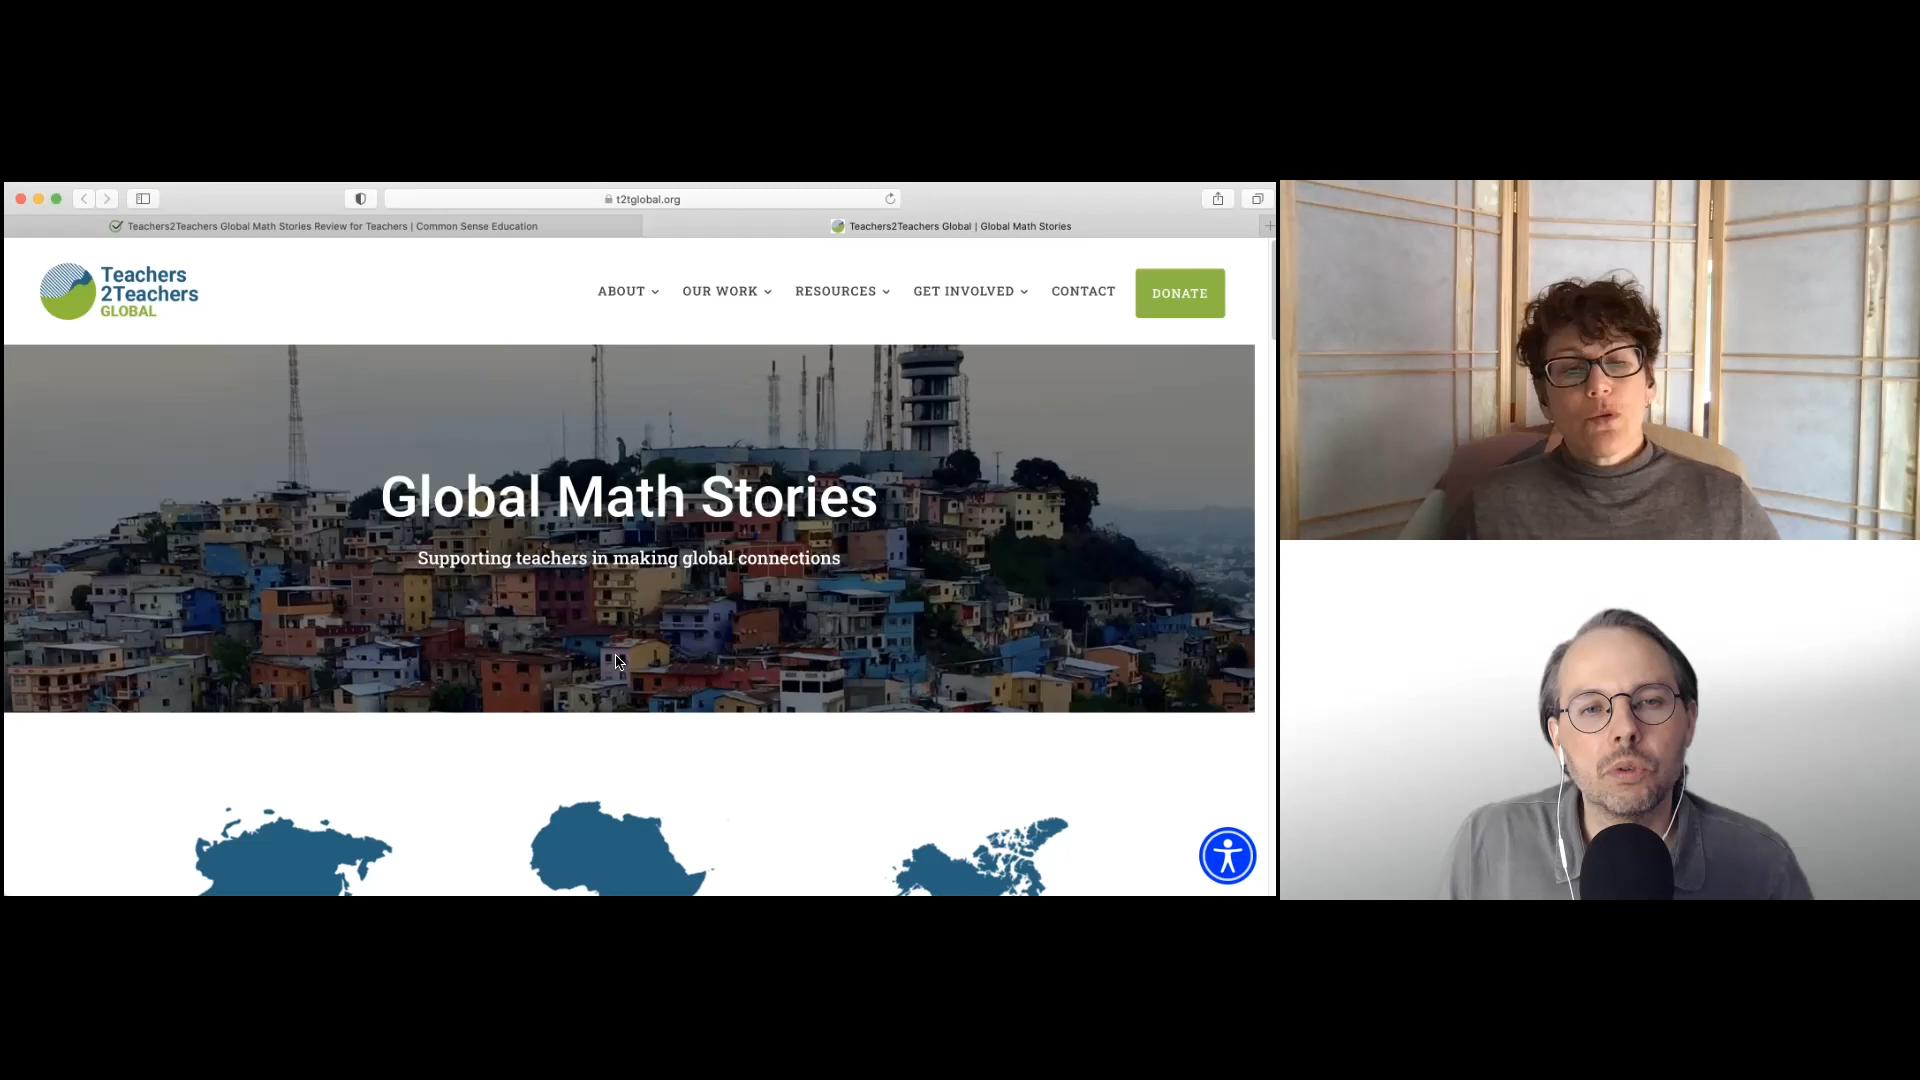 t2tglobal.org
Teachers2Teachers Global Math Stories Review for Teachers | Common Sense Education
Teachers2Teachers Global | Global Math Stories
Teachers
2Teachers
GLOBAL
ABOUT
OUR WORK
RESOURCES
GET INVOLVED
CONTACT
DONATE
Global Math Stories
Supporting teachers in making global connections